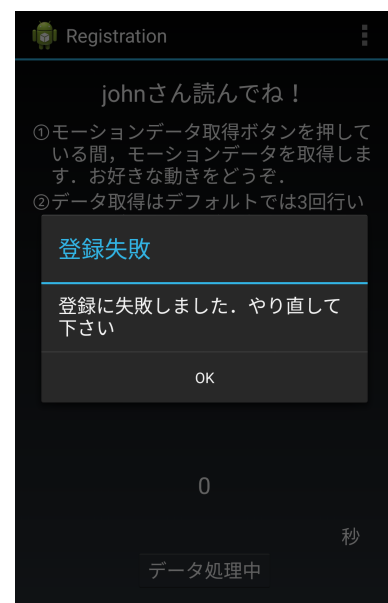 Registration
johnさん読んでね！
①モーションデータ取得ボタンを押して
いる間，モーションデータを取得しま
す．お好きな動きをどうぞ．
②データ取得はデフォルトでは3回行い
登録失敗
登録に失敗しました．やり直して
下さい
OK
0
秒
データ処理中